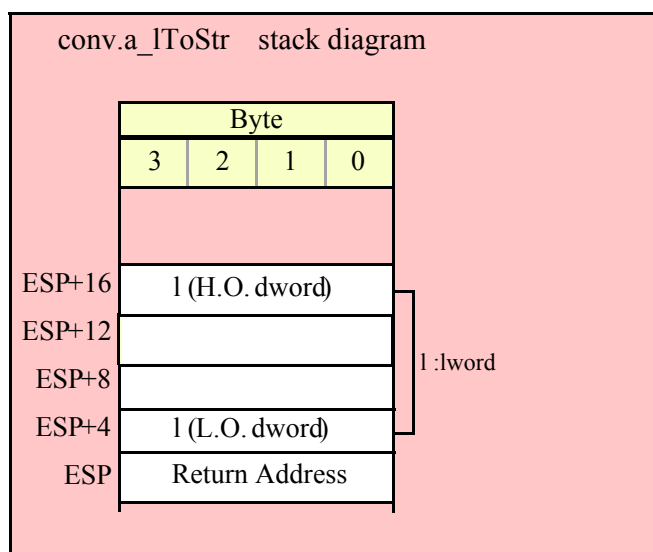 conv.a_lToStr stack diagram
Byte
3 2 1 0
ESP+16 l (H.O. dword)
ESP+12
l :lword
ESP+8
ESP+4 l (L.O. dword)
ESP Return Address